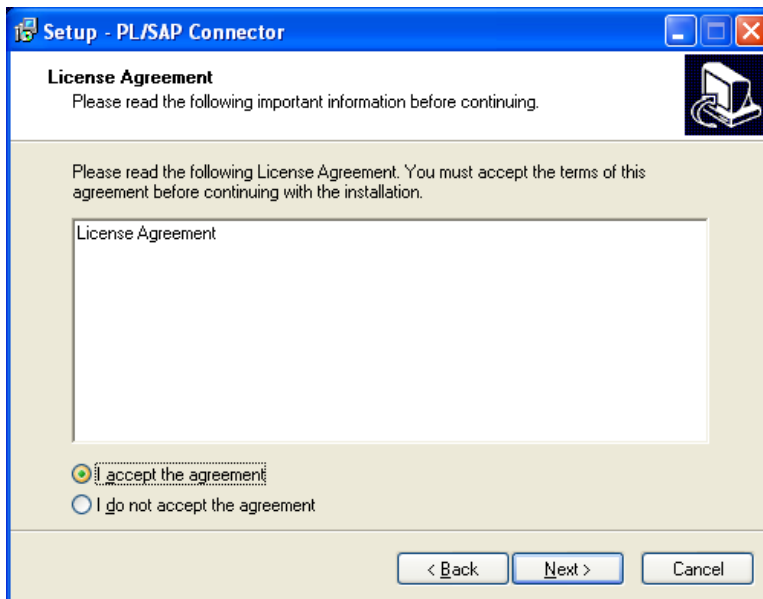 Setup - PL/SAP Connector
License Agreement
Please read the following important information before continuing.
Please read the following License Agreement. You must accept the terms of this
agreement before continuing with the installation.
License Agreement
I accept the agreement
I do not accept the agreement
< Back
Next >
Cancel